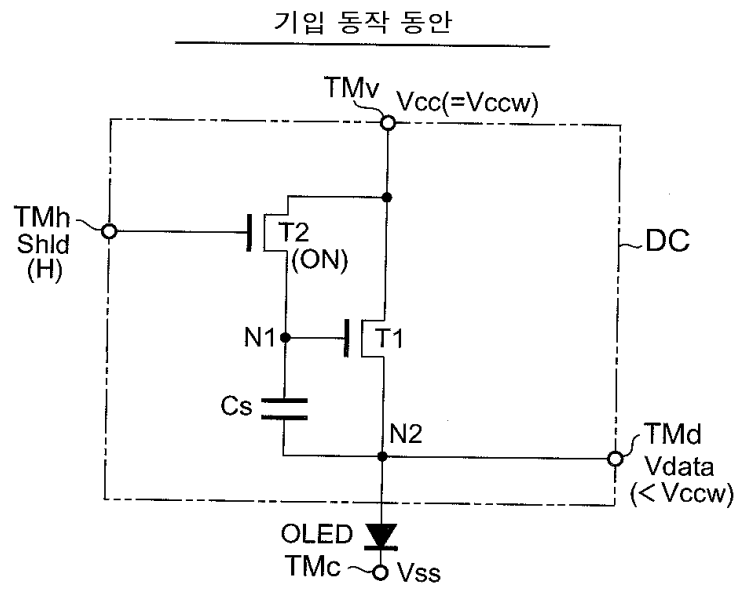 기입 동작 동안
TMv
Vcc(=Vccw)
TMh
Shld
(H)
T2
(ON)
DC
N1
T1
Cs
N2
TMd
Vdata
(< Vccw)
OLED
TMc
Vss